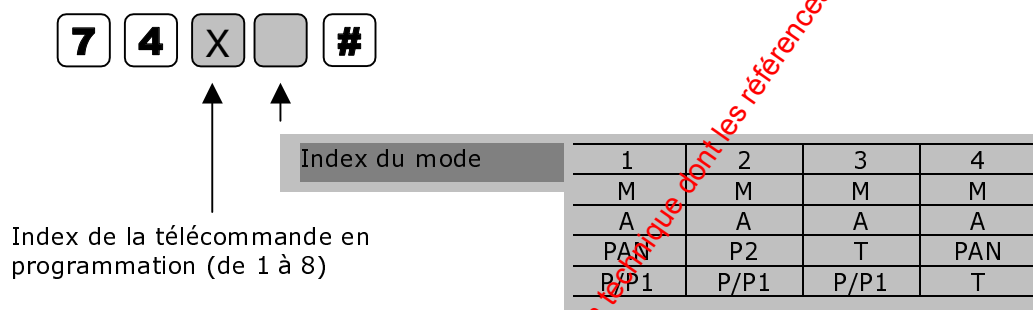 7 4 X #
Index du mode 1 2 3 4
M M M M
A A A A
PAN P2 T PAN
P/P1 P/P1 P/P1 T
Index de la télécommande en
programmation (de 1 à 8)
technique dont les références